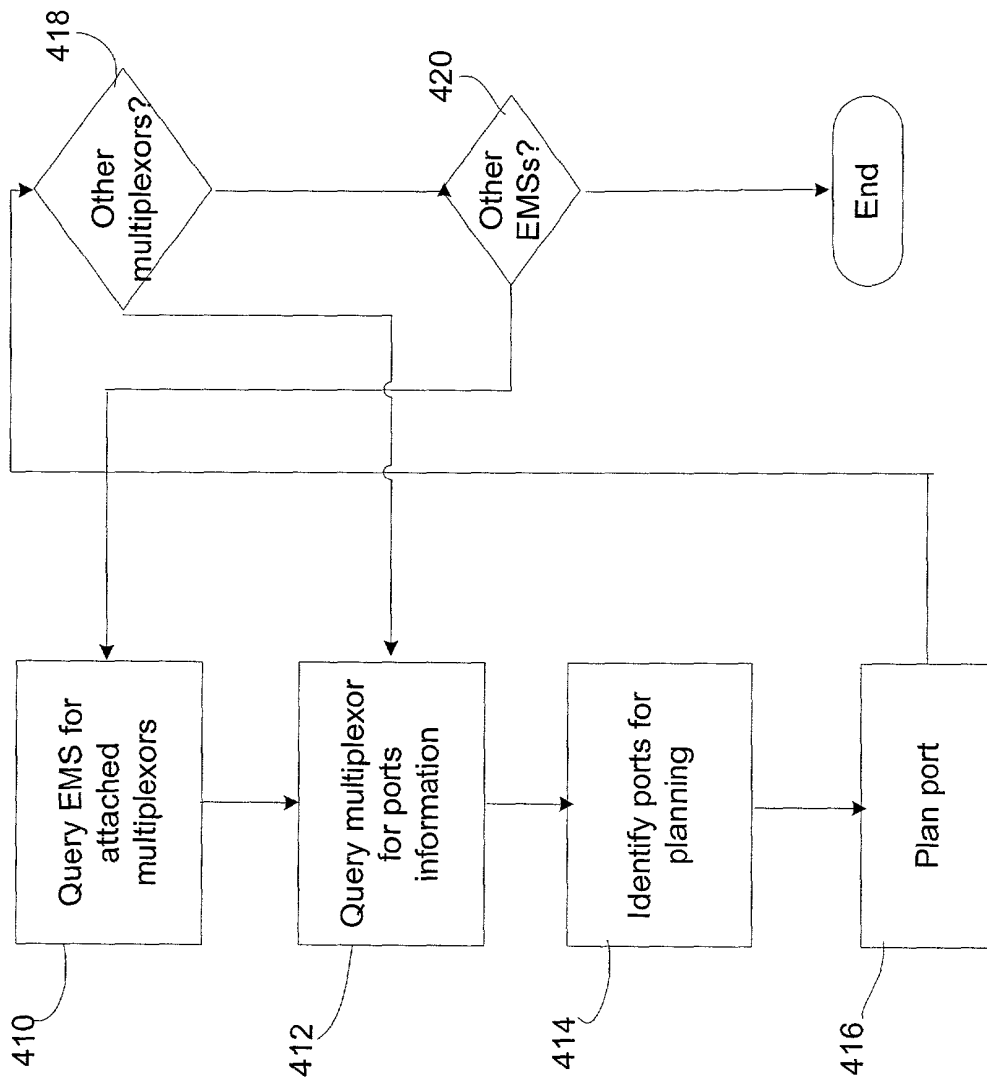 410
Query EMS for
attached
multiplexors
412
Query multiplexor
for ports
information
414
Identify ports for
planning
416
Plan port
418
Other
multiplexors?
420
Other
EMSs?
End